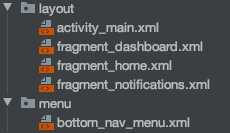 layout
activity_main.xml
fragment_dashboard.xml
fragment_home.xml
fragment_notifications.xml
menu
bottom_nav_menu.xml